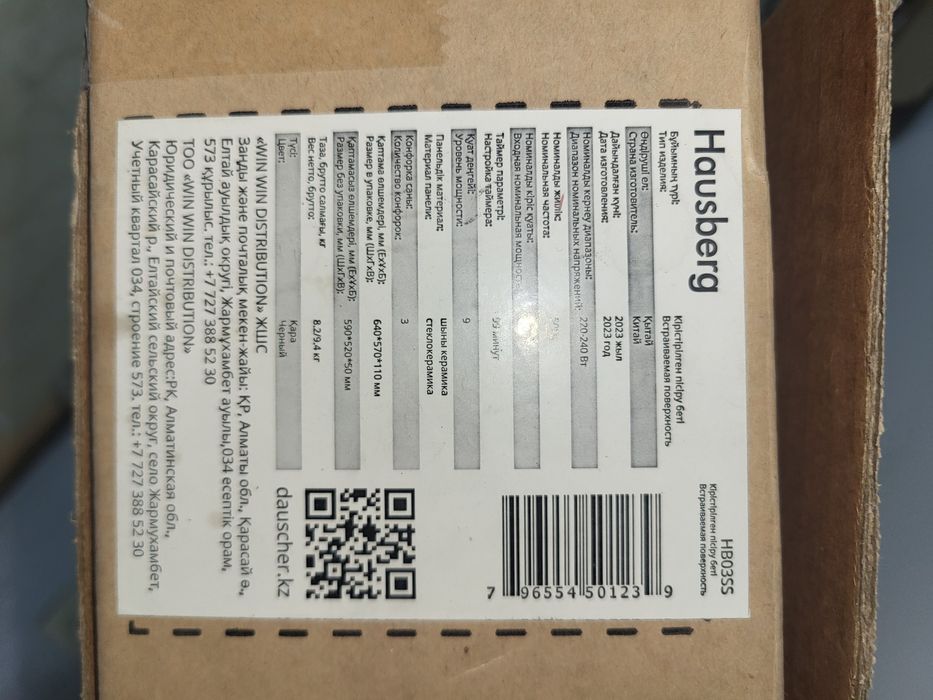 Hausberg
HB03SS
Кірістірілген пісіру беті
Встраиваемая поверхность
Бұйымның түрі: Кірістірілген пісіру беті
Тип изделия: Встраиваемая поверхность
Өндіруші ел: Қытай
Страна изготовитель: Китай
Дайындалған күні: 2023 жыл
Дата изготовления: 2023 год
Номиналды кернеу диапазоны:
Диапазон номинальных напряжений: 220-240 Вт
Номиналды жиілік:
Номинальная частота:
Номиналды кіріс қуаты:
Входная номинальная мощность:
Таймер параметрі:
Настройка таймера: 99 минут
Қуат деңгейі:
Уровень мощности: 9
Панельдік материал: шыны керамика
Материал панели: стеклокерамика
Конфорка саны:
Количество конфорок: 3
Қаптама өлшемдері, мм (ЕхҰхБ):
Размер в упаковке, мм (ШхГхВ): 640*570*110 мм
Қаптамасыз өлшемдері, мм (ЕхҰхБ):
Размер без упаковки, мм (ШхГхВ): 590*520*50 мм
Таза, брутто салмағы, кг
Вес нетто, брутто: 8.2/9,4 кг
Түсі: Қара
Цвет: Черный
7 96554 50123 9
dauscher.kz
«WIN WIN DISTRIBUTION» ЖШС
Заңды және почталық мекен-жайы: ҚР, Алматы обл., Қарасай ө.,
Елтай ауылдық округі, Жармұхамбет ауылы,034 есептік орам,
573 құрылыс. тел.: +7 727 388 52 30
ТОО «WIN WIN DISTRIBUTION»
Юридический и почтовый адрес:РК, Алматинская обл.,
Карасайский р., Елтайский сельский округ, село Жармухамбет,
Учетный квартал 034, строение 573. тел.: +7 727 388 52 30